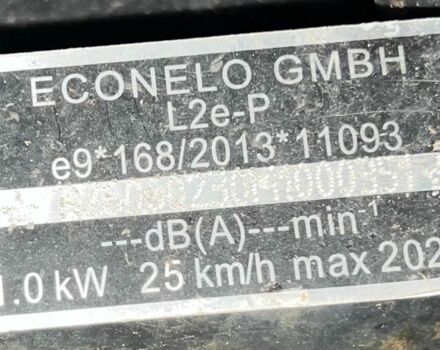 ECONELO GMBH
L2e-P
e9*168/2013*11093
---dB(A)---min-1
1.0 kW 25 km/h max 202